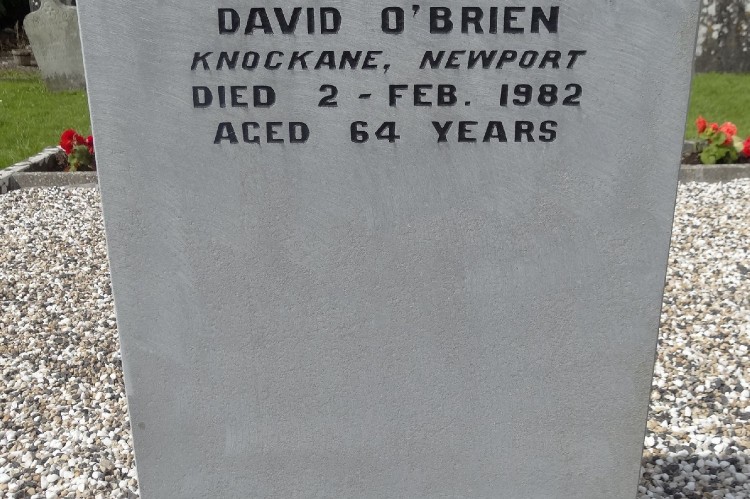 DAVID O'BRIEN
KNOCKANE, NEWPORT
DIED 2 - FEB. 1982
AGED 64 YEARS